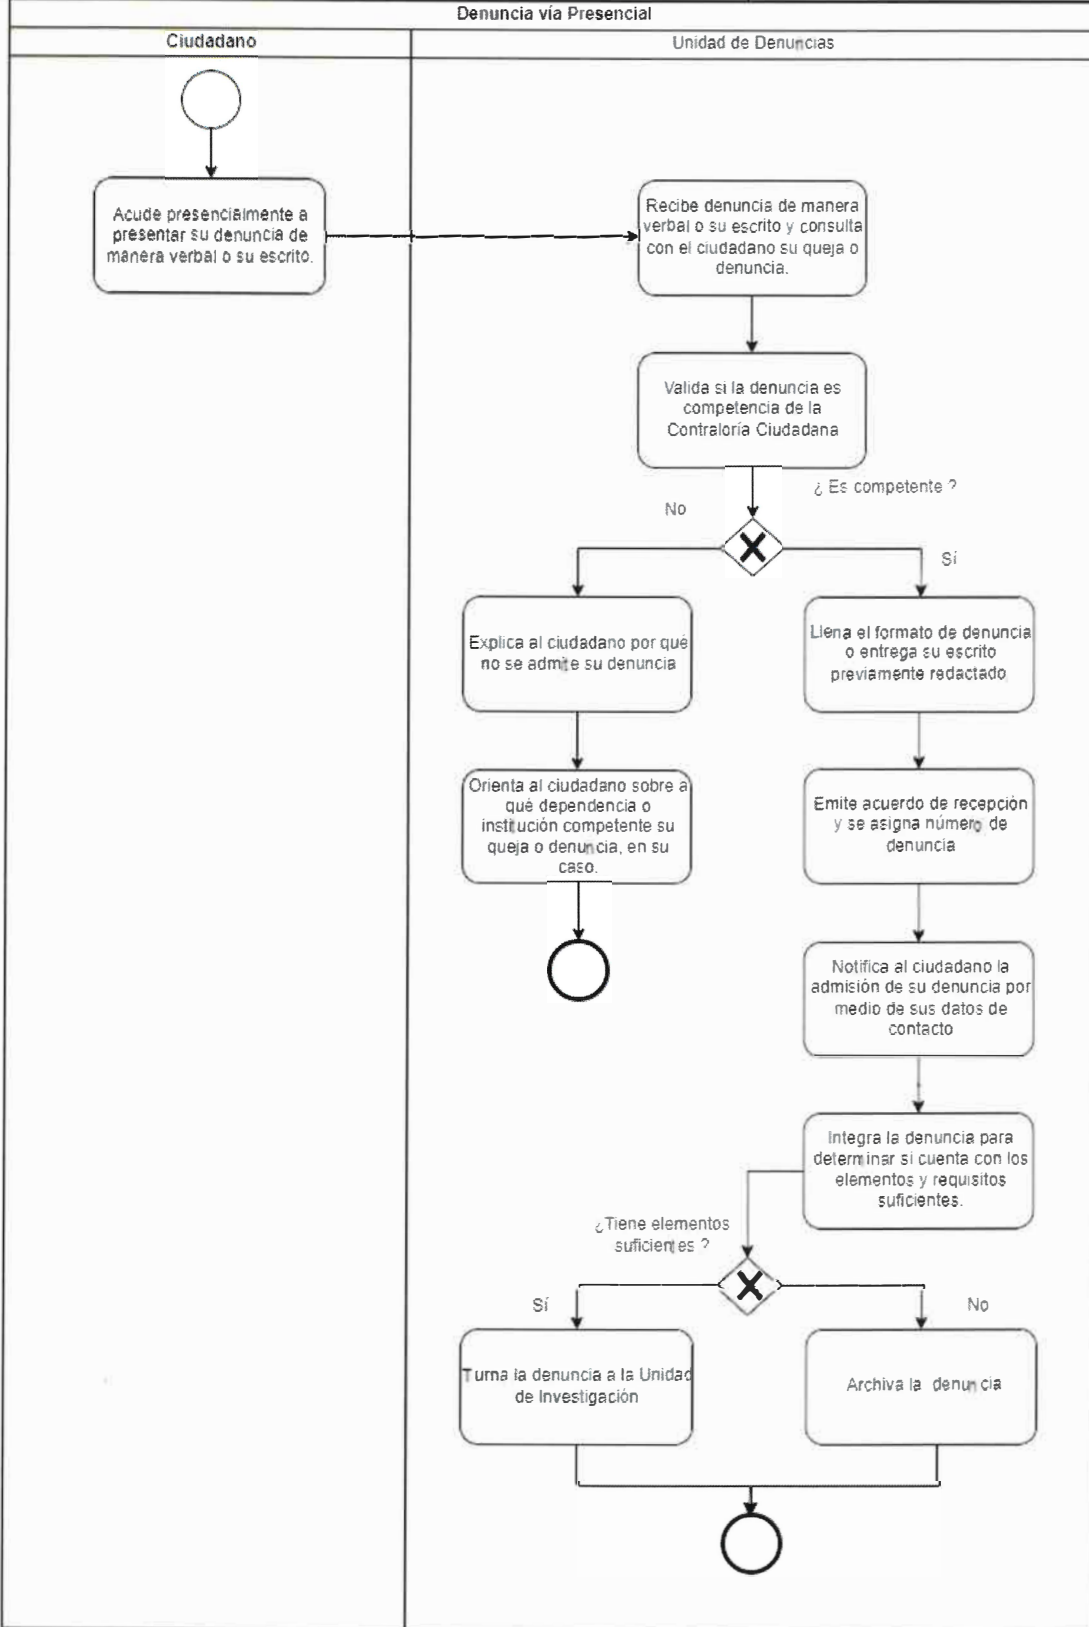 Denuncia vía Presencial
Ciudadano
Unidad de Denuncias
Acude presencialmente a
presentar su denuncia de
manera verbal o su escrito.
Recibe denuncia de manera
verbal o su escrito y consulta
con el ciudadano su queja o
denuncia.
Valida si la denuncia es
competencia de la
Contraloría Ciudadana
¿ Es competente ?
No
Sí
Explica al ciudadano por qué
no se admite su denuncia
Llena el formato de denuncia
o entrega su escrito
previamente redactado
Orienta al ciudadano sobre a
qué dependencia o
institución competente su
queja o denuncia, en su
caso.
Emite acuerdo de recepción
y se asigna número de
denuncia
Notifica al ciudadano la
admisión de su denuncia por
medio de sus datos de
contacto
Integra la denuncia para
determinar si cuenta con los
elementos y requisitos
suficientes.
¿Tiene elementos
suficientes ?
Sí
No
Turna la denuncia a la Unidad
de Investigación
Archiva la denuncia